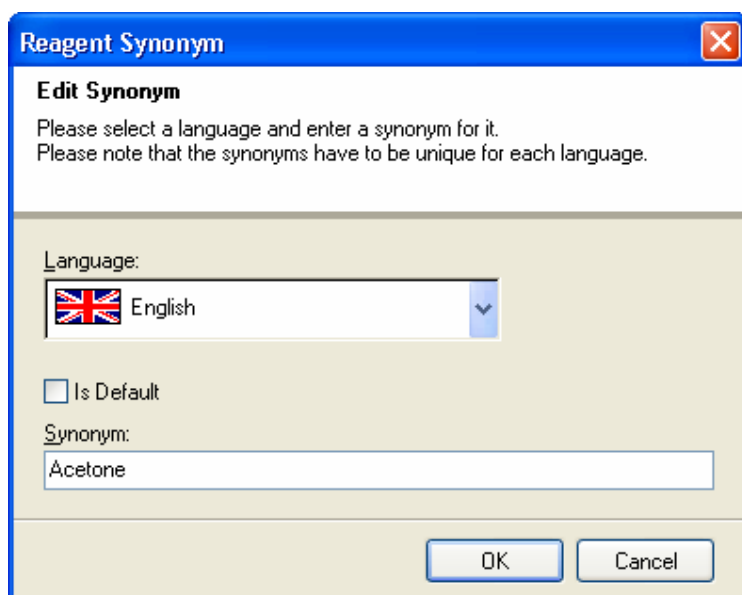 Reagent Synonym
Edit Synonym
Please select a language and enter a synonym for it.
Please note that the synonyms have to be unique for each language.
Language:
English
Is Default
Synonym:
Acetone
OK Cancel